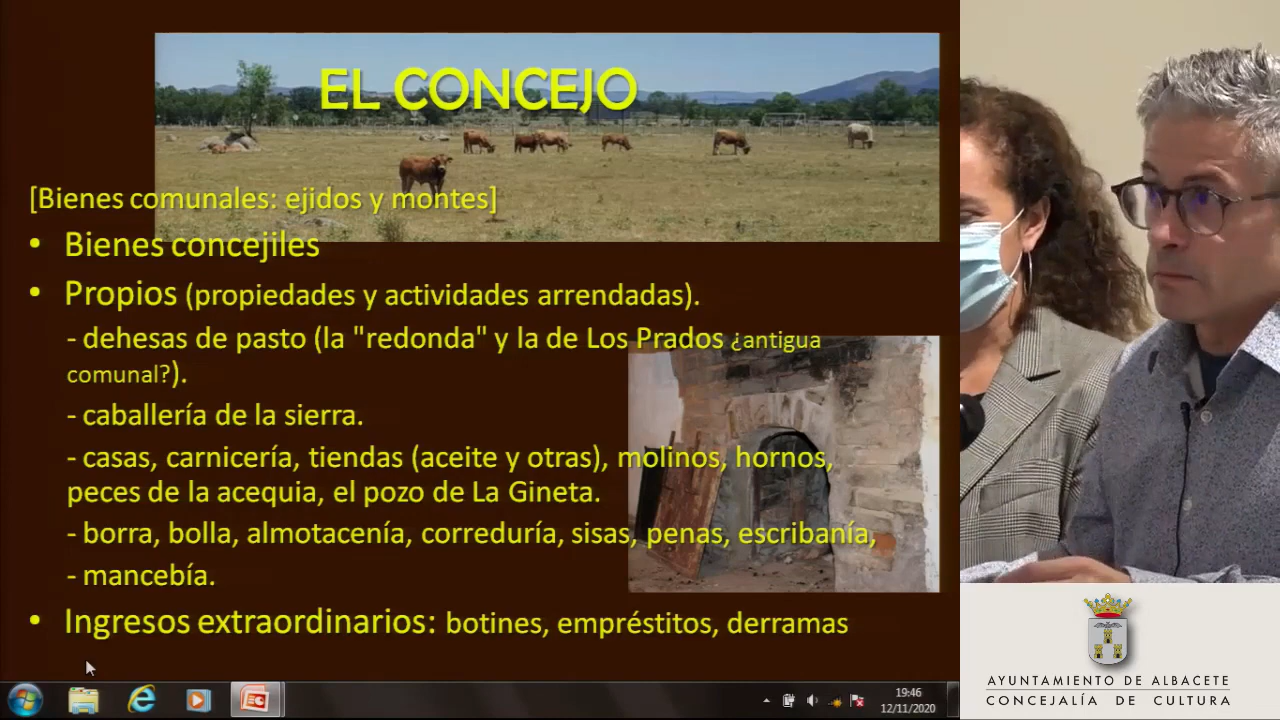 EL CONCEJO
[Bienes comunales: ejidos y montes]
• Bienes concejiles
• Propios (propiedades y actividades arrendadas).
- dehesas de pasto (la "redonda" y la de Los Prados ¿antigua
comunal?).
- caballería de la sierra.
- casas, carnicería, tiendas (aceite y otras), molinos, hornos,
peces de la acequia, el pozo de La Gineta.
- borra, bolla, almotacenía, correduría, sisas, penas, escribanía,
- mancebía.
• Ingresos extraordinarios: botines, empréstitos, derramas
19:46
12/11/2020
AYUNTAMIENTO DE ALBACETE
CONCEJALÍA DE CULTURA